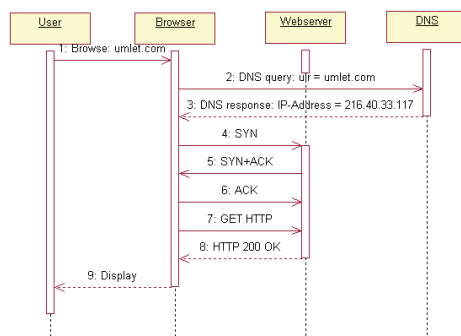 User
Browser
Webserver
DNS
1: Browse: umlet.com
2: DNS query: ulr = umlet.com
3: DNS response: IP-Address = 216.40.33.117
4: SYN
5: SYN+ACK
6: ACK
7: GET HTTP
8: HTTP 200 OK
9: Display